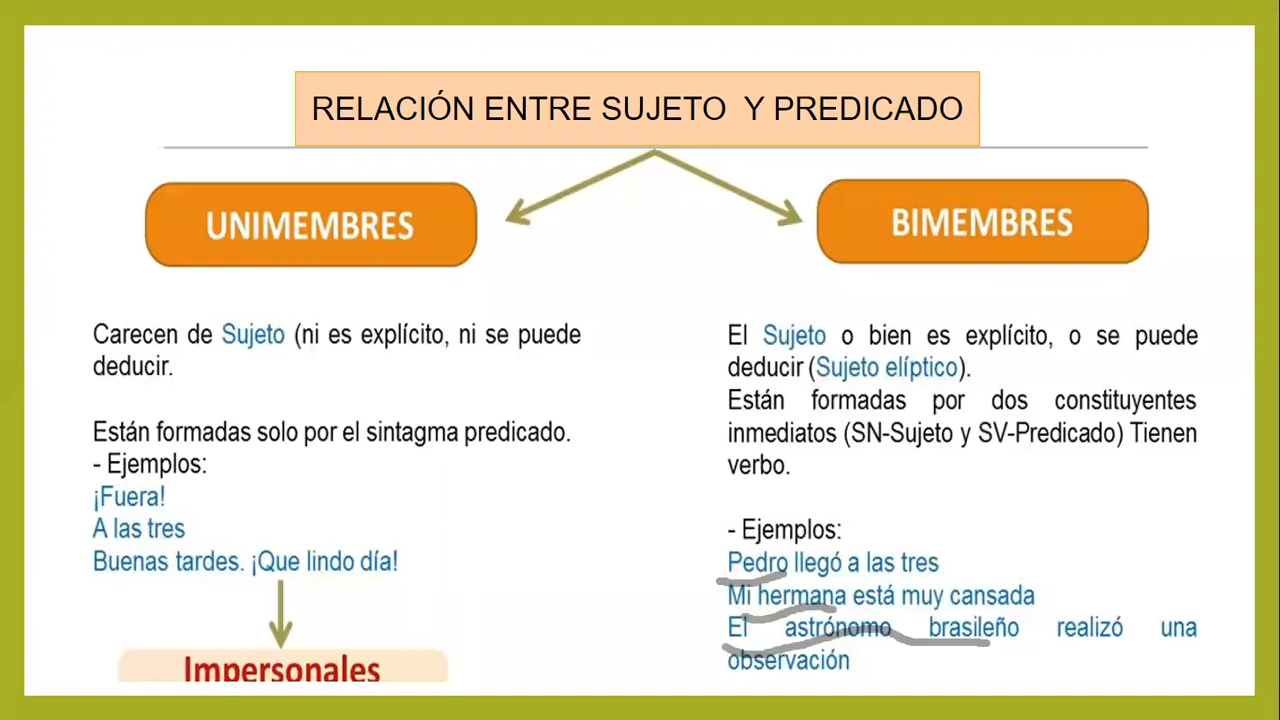 RELACIÓN ENTRE SUJETO Y PREDICADO
UNIMEMBRES
Carecen de Sujeto (ni es explícito, ni se puede
deducir.
Están formadas solo por el sintagma predicado.
- Ejemplos:
¡Fuera!
A las tres
Buenas tardes. ¡Que lindo día!
Impersonales
BIMEMBRES
El Sujeto o bien es explícito, o se puede
deducir (Sujeto elíptico).
Están formadas por dos constituyentes
inmediatos (SN-Sujeto y SV-Predicado) Tienen
verbo.
- Ejemplos:
Pedro llegó a las tres
Mi hermana está muy cansada
El astrónomo brasileño realizó una
observación